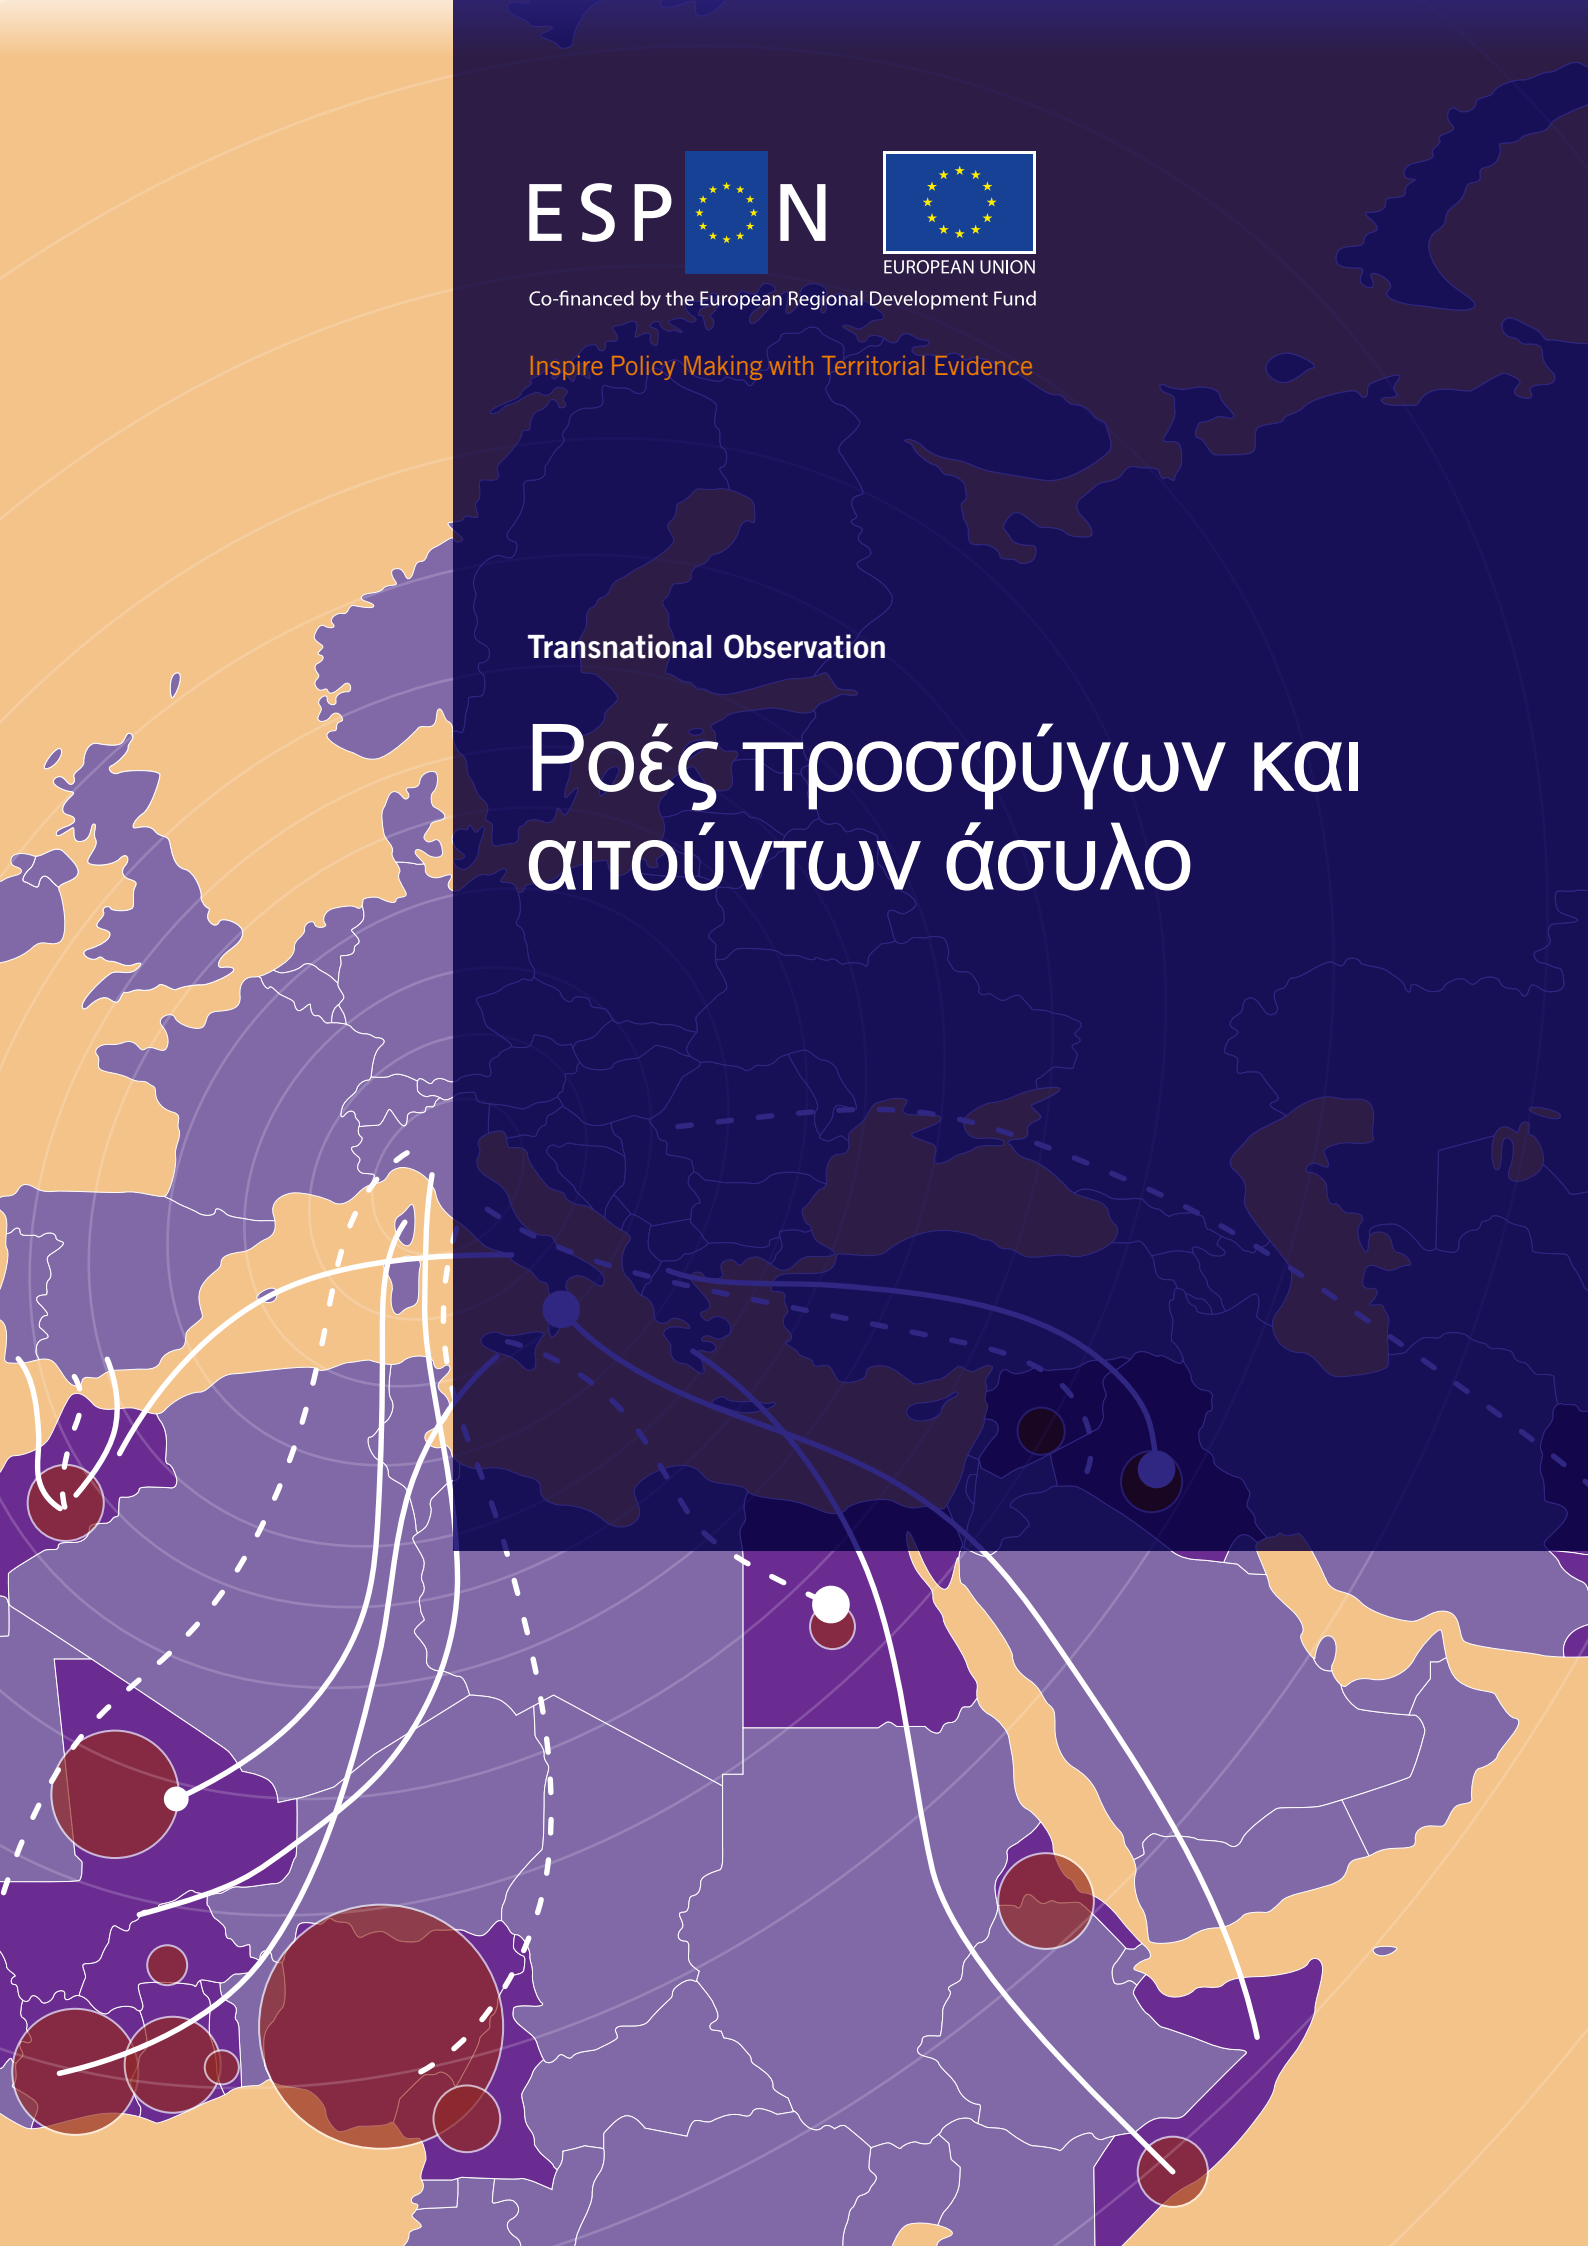 ESPON
EUROPEAN UNION
Co-financed by the European Regional Development Fund
Inspire Policy Making with Territorial Evidence
Transnational Observation
Ροές προσφύγων και
αιτούντων άσυλο